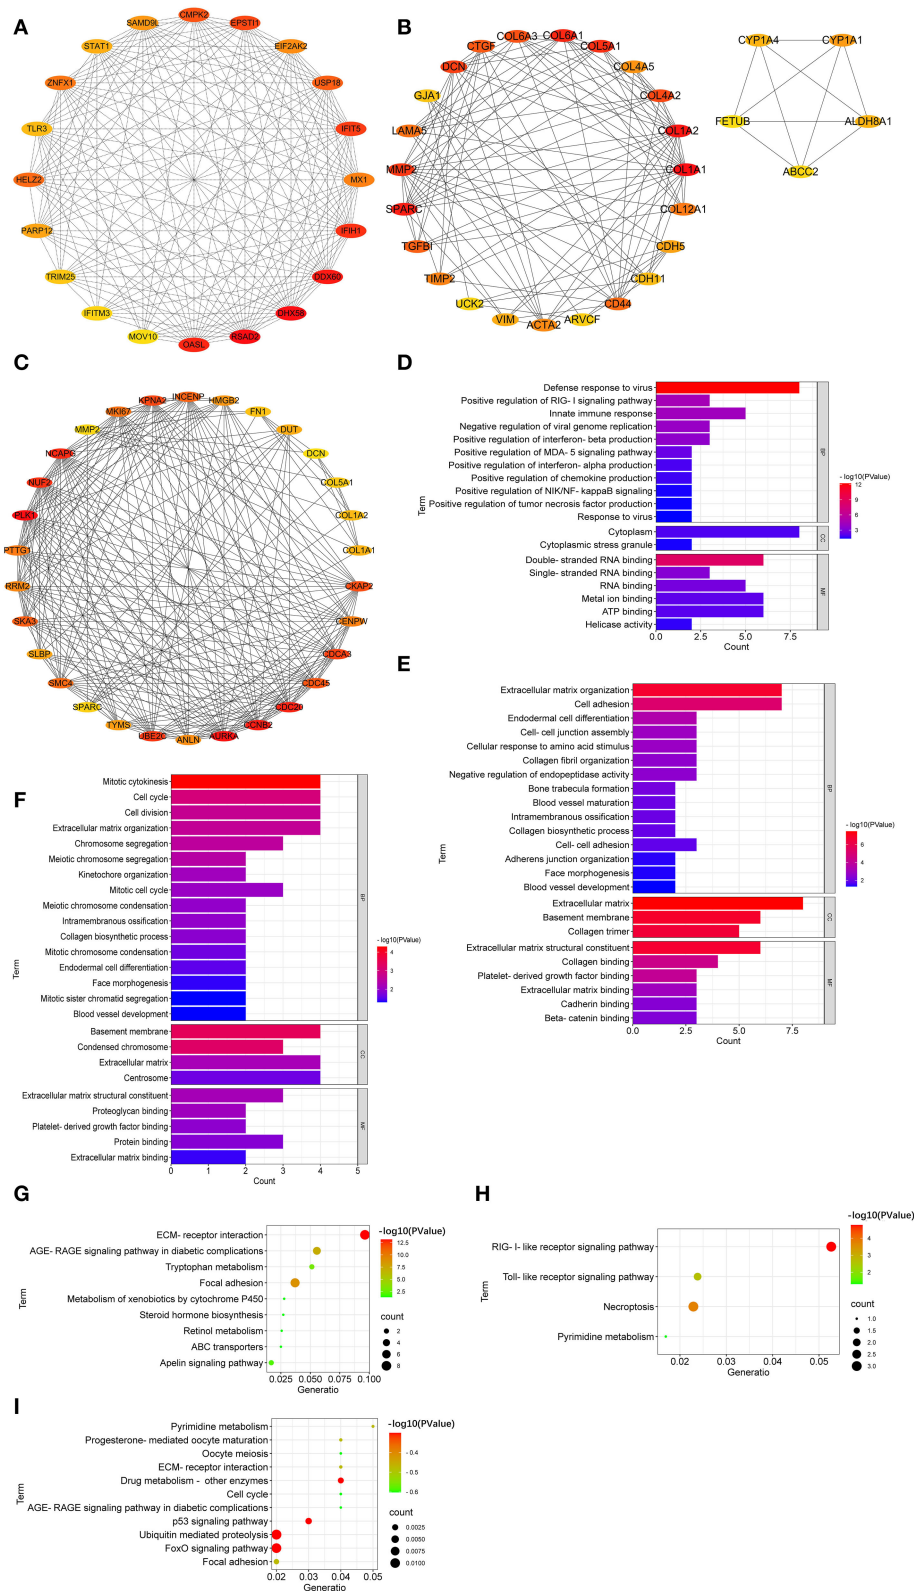 A
CMPK2
SAMD9L
EPSTI1
STAT1
EIF2AK2
ZNFX1
USP18
TLR3
IFIT5
HELZ2
MX1
PARP12
IFIH1
TRIM25
DDX60
IFITM3
DHX58
MOV10
RSAD2
OASL
B
COL6A3
COL6A1
CTGF
COL5A1
DCN
COL4A5
GJA1
COL4A2
LAMA5
COL1A2
MMP2
COL1A1
SPARC
COL12A1
TGFBI
CDH5
TIMP2
CDH11
UCK2
CD44
VIM
ACTA2
ARVCF
CYP1A4
CYP1A1
FETUB
ALDH8A1
ABCC2
C
KPNA2
INCENP
HMGB2
MKI67
FN1
MMP2
DUT
NCAPG
DCN
NUF2
COL5A1
PLK1
COL1A2
PTTG1
COL1A1
RRM2
CKAP2
SKA3
CENPW
SLBP
CDCA3
SMC4
CDC45
SPARC
CDC20
TYMS
CCNB2
UBE2C
ANLN
AURKA
D
Term
Defense response to virus
Positive regulation of RIG- I signaling pathway
Innate immune response
Negative regulation of viral genome replication
Positive regulation of interferon- beta production
Positive regulation of MDA- 5 signaling pathway
Positive regulation of interferon- alpha production
Positive regulation of chemokine production
Positive regulation of NIK/NF- kappaB signaling
Positive regulation of tumor necrosis factor production
Response to virus
BP
Cytoplasm
Cytoplasmic stress granule
CC
Double- stranded RNA binding
Single- stranded RNA binding
RNA binding
Metal ion binding
ATP binding
Helicase activity
MF
0.0 2.5 5.0 7.5
Count
- log10(PValue)
12
9
6
3
E
Term
Extracellular matrix organization
Cell adhesion
Endodermal cell differentiation
Cell- cell junction assembly
Cellular response to amino acid stimulus
Collagen fibril organization
Negative regulation of endopeptidase activity
Bone trabecula formation
Blood vessel maturation
Intramembranous ossification
Collagen biosynthetic process
Cell- cell adhesion
Adherens junction organization
Face morphogenesis
Blood vessel development
BP
Extracellular matrix
Basement membrane
Collagen trimer
CC
Extracellular matrix structural constituent
Collagen binding
Platelet- derived growth factor binding
Extracellular matrix binding
Cadherin binding
Beta- catenin binding
MF
0.0 2.5 5.0 7.5
Count
- log10(PValue)
6
4
2
F
Term
Mitotic cytokinesis
Cell cycle
Cell division
Extracellular matrix organization
Chromosome segregation
Meiotic chromosome segregation
Kinetochore organization
Mitotic cell cycle
Meiotic chromosome condensation
Intramembranous ossification
Collagen biosynthetic process
Mitotic chromosome condensation
Endodermal cell differentiation
Face morphogenesis
Mitotic sister chromatid segregation
Blood vessel development
BP
Basement membrane
Condensed chromosome
Extracellular matrix
Centrosome
CC
Extracellular matrix structural constituent
Proteoglycan binding
Platelet- derived growth factor binding
Protein binding
Extracellular matrix binding
MF
0 1 2 3 4 5
Count
- log10(PValue)
4
3
2
G
Term
ECM- receptor interaction
AGE- RAGE signaling pathway in diabetic complications
Tryptophan metabolism
Focal adhesion
Metabolism of xenobiotics by cytochrome P450
Steroid hormone biosynthesis
Retinol metabolism
ABC transporters
Apelin signaling pathway
0.025 0.050 0.075 0.100
Generatio
-log10(PValue)
12.5
10.0
7.5
5.0
2.5
count
2
4
6
8
H
Term
RIG- I- like receptor signaling pathway
Toll- like receptor signaling pathway
Necroptosis
Pyrimidine metabolism
0.02 0.03 0.04 0.05
Generatio
-log10(PValue)
4
3
2
count
1.0
1.5
2.0
2.5
3.0
I
Term
Pyrimidine metabolism
Progesterone- mediated oocyte maturation
Oocyte meiosis
ECM- receptor interaction
Drug metabolism - other enzymes
Cell cycle
AGE- RAGE signaling pathway in diabetic complications
p53 signaling pathway
Ubiquitin mediated proteolysis
FoxO signaling pathway
Focal adhesion
0.02 0.03 0.04 0.05
Generatio
-log10(PValue)
- 0.4
- 0.5
- 0.6
count
0.0025
0.0050
0.0075
0.0100